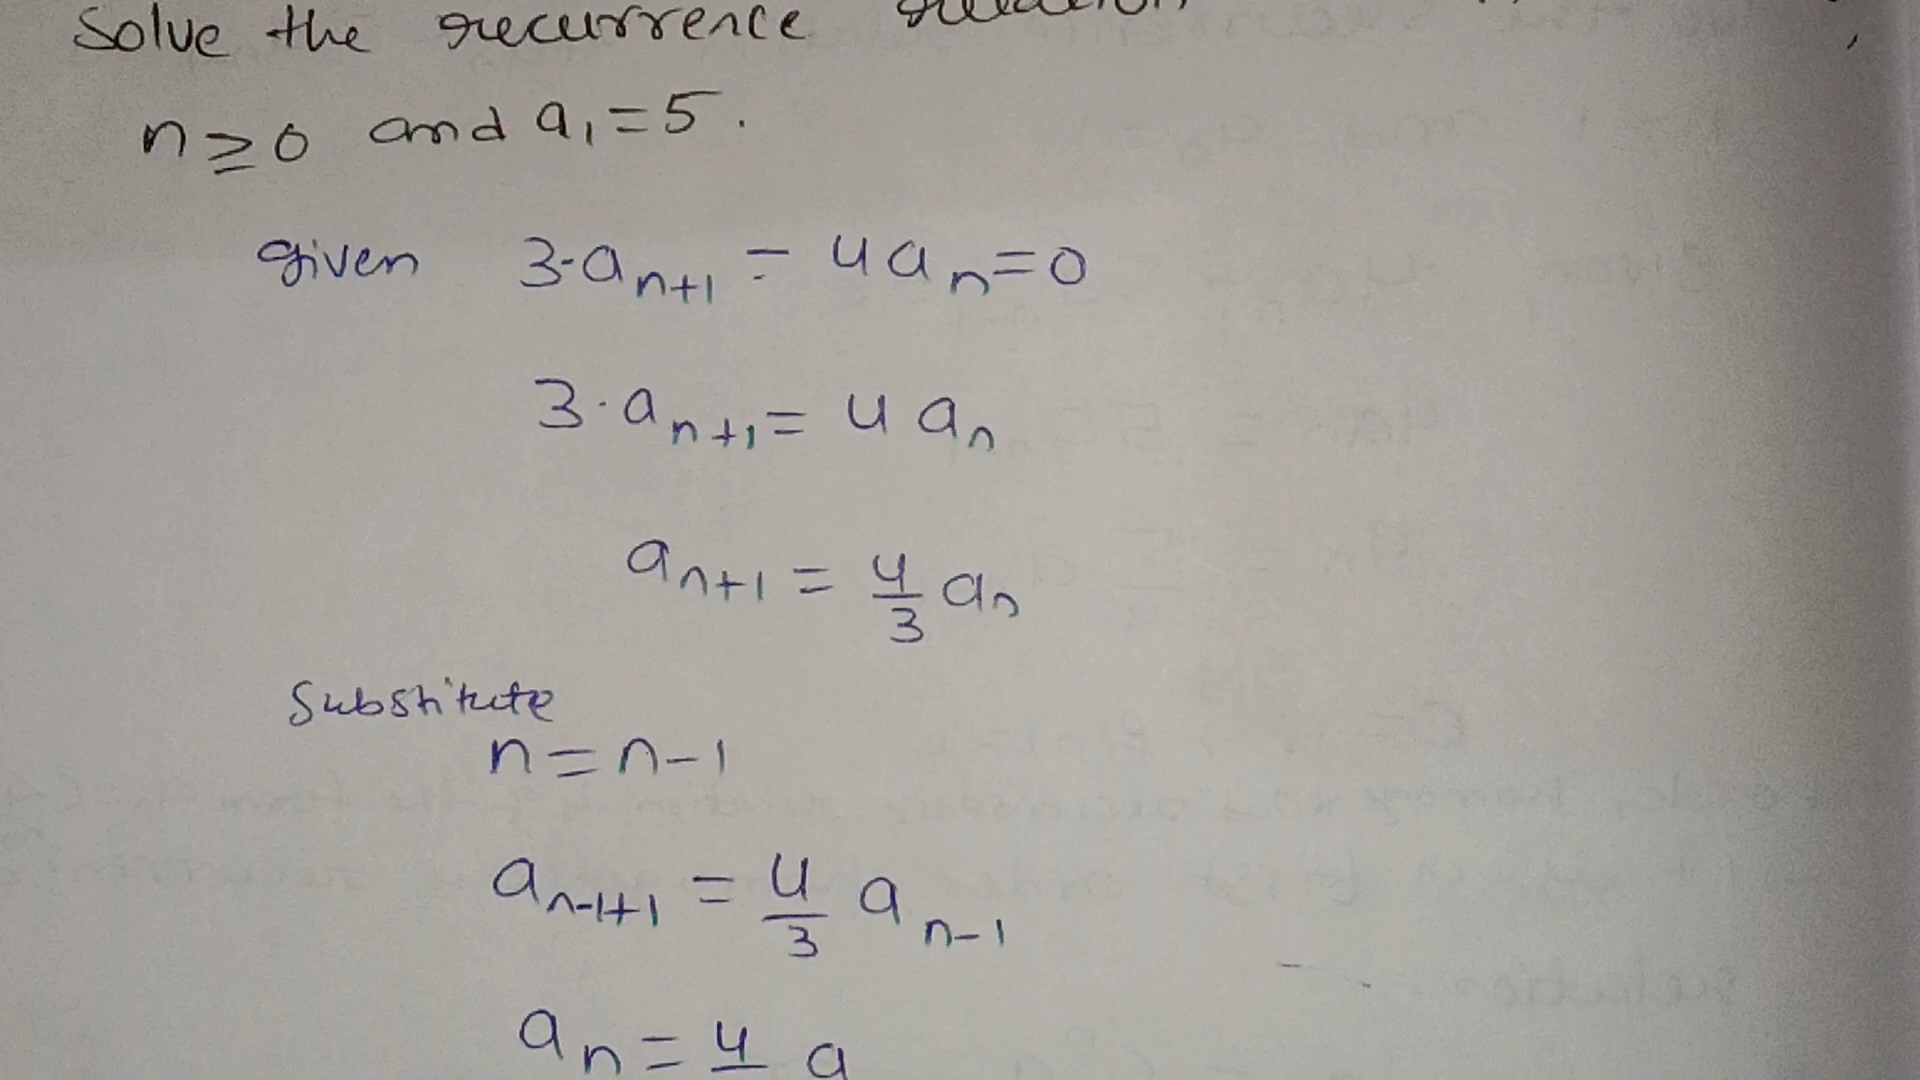 Solve the recurrence relation
n≥0 and a₁=5.
given 3·aₙ₊₁ - 4aₙ=0
3·aₙ₊₁= 4 aₙ
aₙ₊₁ = 4/3 aₙ
Substitute
n=n-1
aₙ₋₁₊₁ = 4/3 aₙ₋₁
aₙ= 4 a